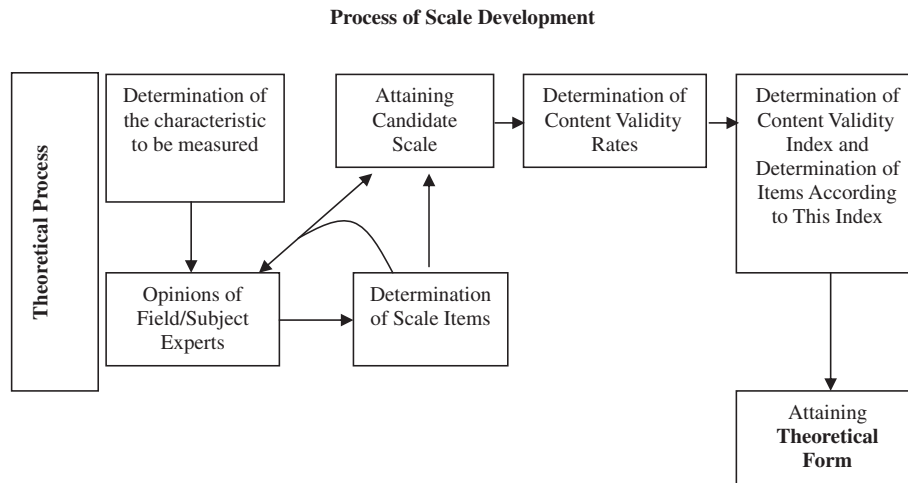 Process of Scale Development
Theoretical Process
Determination of
the characteristic
to be measured
Opinions of
Field/Subject
Experts
Determination
of Scale Items
Attaining
Candidate
Scale
Determination of
Content Validity
Rates
Determination of
Content Validity
Index and
Determination of
Items According
to This Index
Attaining
Theoretical
Form